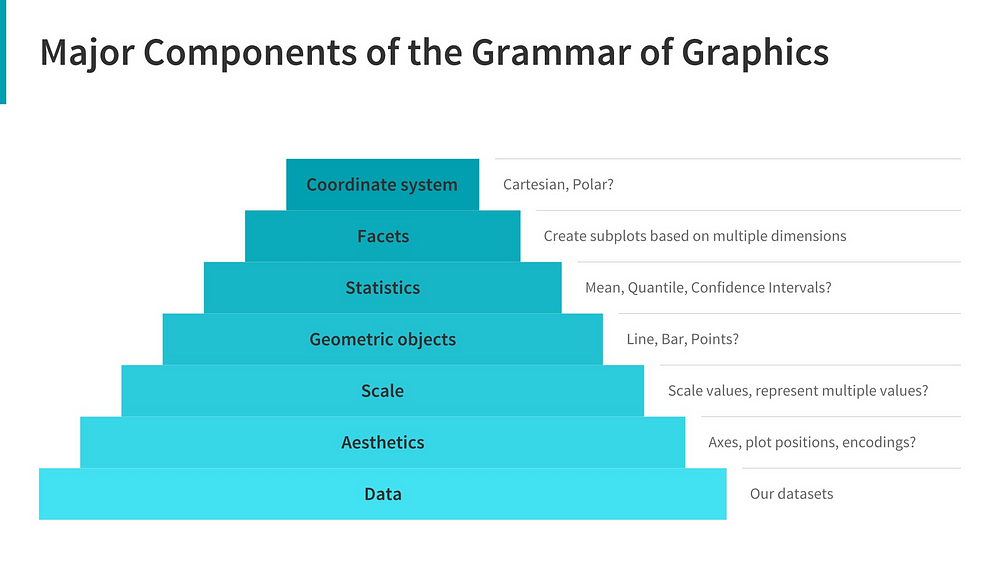 Major Components of the Grammar of Graphics
Coordinate system
Cartesian, Polar?
Facets
Create subplots based on multiple dimensions
Statistics
Mean, Quantile, Confidence Intervals?
Geometric objects
Line, Bar, Points?
Scale
Scale values, represent multiple values?
Aesthetics
Axes, plot positions, encodings?
Data
Our datasets